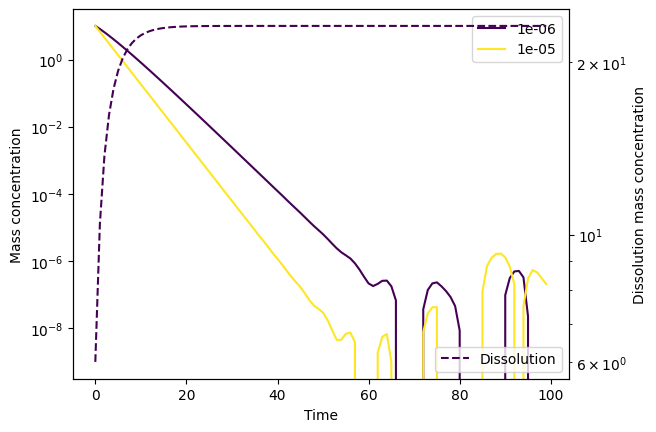 1e-06
1e-05
10⁰
10⁻²
10⁻⁴
10⁻⁶
10⁻⁸
Mass concentration
2 × 10¹
10¹
6 × 10⁰
Dissolution mass concentration
Dissolution
0 20 40 60 80 100
Time